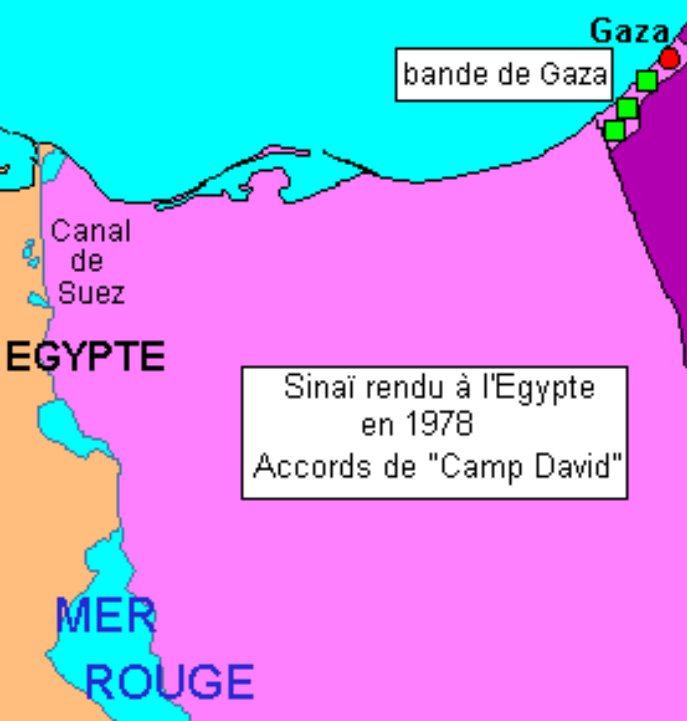 Gaza
bande de Gaza
Canal
de
Suez
EGYPTE
Sinaï rendu à l'Egypte
en 1978
Accords de "Camp David"
MER
ROUGE